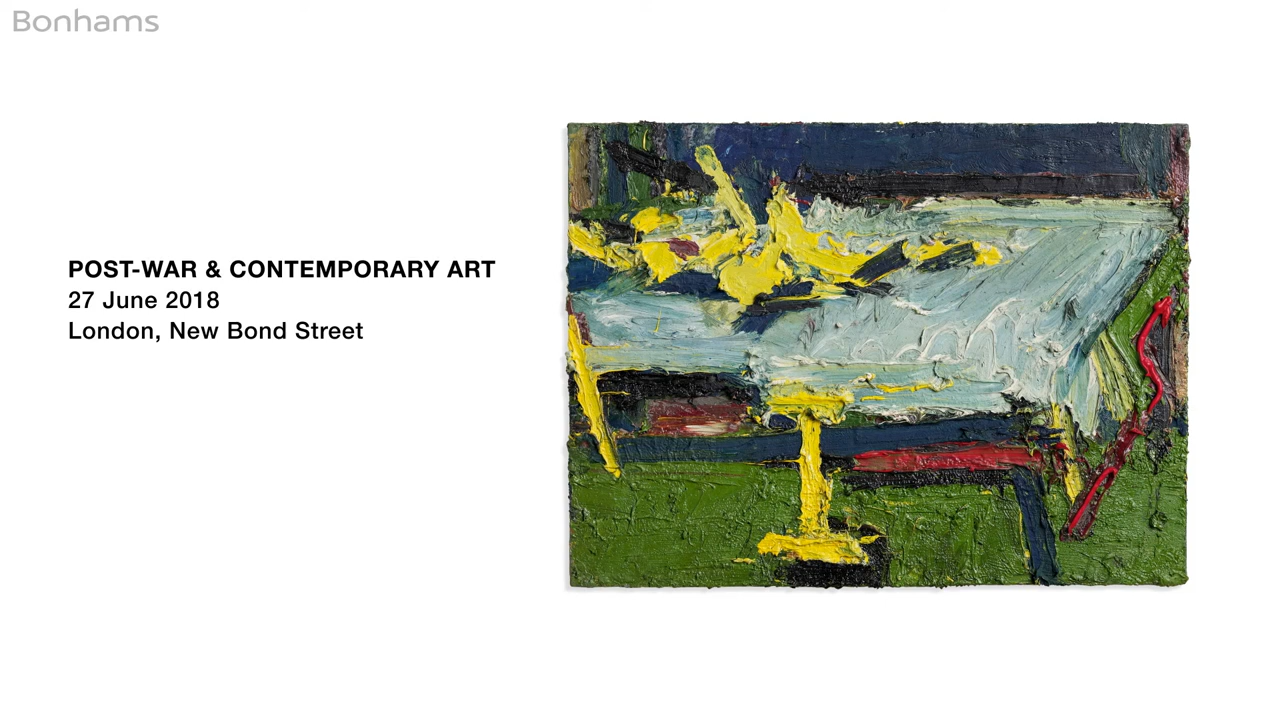 Bonhams
POST-WAR & CONTEMPORARY ART
27 June 2018
London, New Bond Street